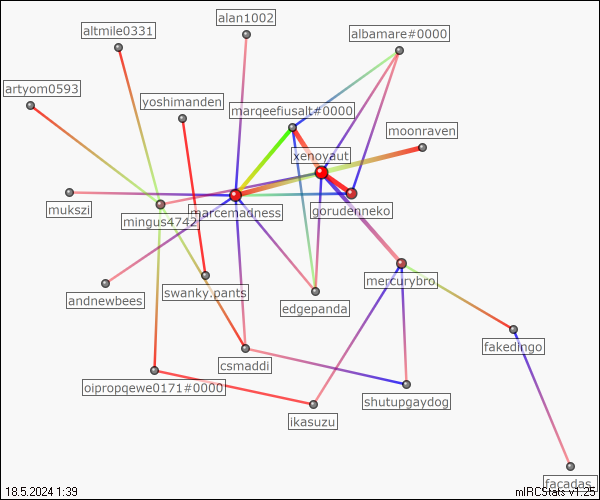 alan1002
altmile0331
albamare#0000
artyom0593
yoshimanden
marqeefiusalt#0000
moonraven
xenoyaut
mukszi
mingus4742
marcemadness
gorudenneko
andnewbees
swanky.pants
edgepanda
mercurybro
fakedingo
csmaddi
oipropqewe0171#0000
shutupgaydog
ikasuzu
facadas_
18.5.2024 1:39
mIRCStats v1.25